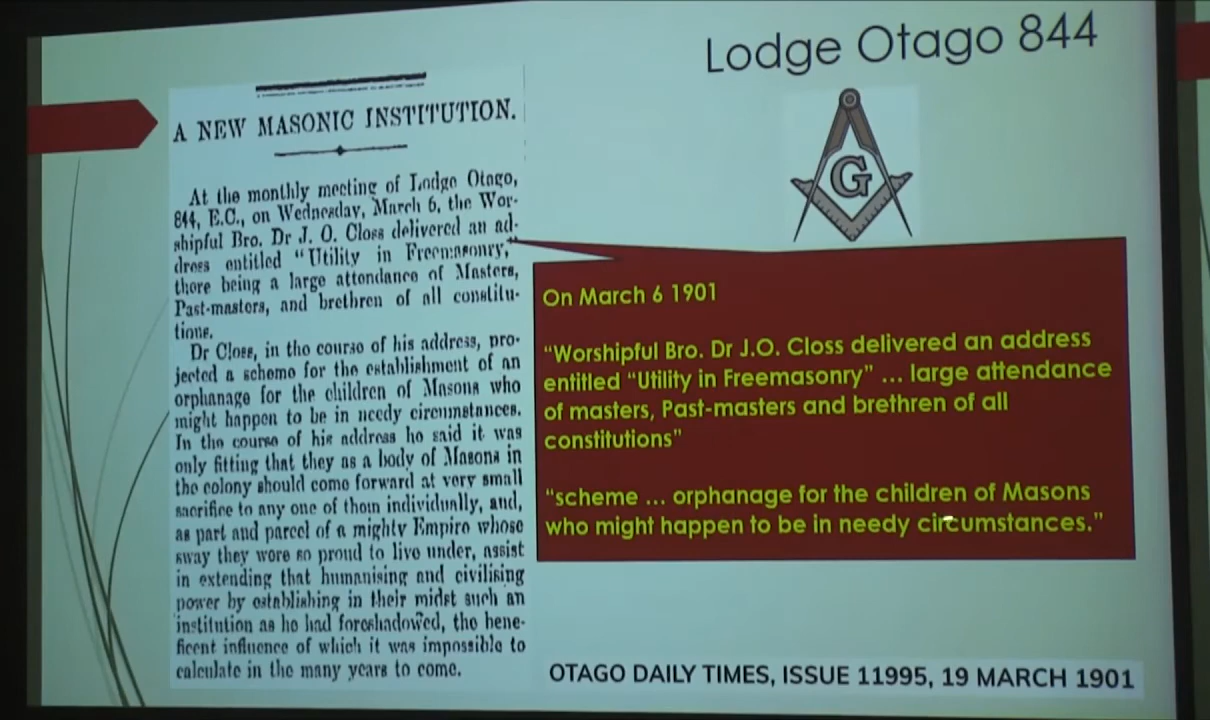 Lodge Otago 844
A NEW MASONIC INSTITUTION.
At the monthly meeting of Lodge Otago,
844, E.C., on Wednesday, March 6, the Wor-
shipful Bro. Dr J. O. Closs delivered an ad-
dress entitled "Utility in Freemasonry,"
there being a large attendance of Masters,
Past-masters, and brethren of all constitu-
tions.
Dr Closs, in the course of his address, pro-
jected a scheme for the establishment of an
orphanage for the children of Masons who
might happen to be in needy circumstances.
In the course of his address he said it was
only fitting that they as a body of Masons in
the colony should come forward at very small
sacrifice to any one of them individually, and,
as part and parcel of a mighty Empire whose
sway they were so proud to live under, assist
in extending that humanising and civilising
power by establishing in their midst such an
institution as he had foreshadowed, the bene-
ficent influence of which it was impossible to
calculate in the many years to come.
G
On March 6 1901
"Worshipful Bro. Dr J.O. Closs delivered an address
entitled "Utility in Freemasonry" ... large attendance
of masters, Past-masters and brethren of all
constitutions"
"scheme ... orphanage for the children of Masons
who might happen to be in needy circumstances."
OTAGO DAILY TIMES, ISSUE 11995, 19 MARCH 1901